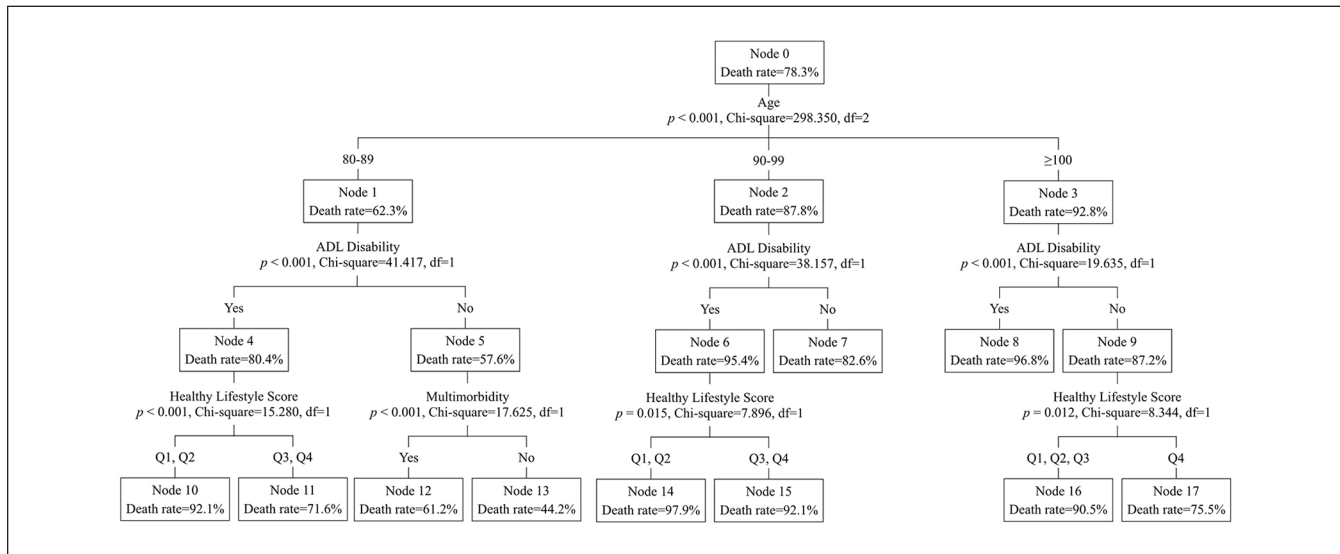 Node 0
Death rate=78.3%
Age
p < 0.001, Chi-square=298.350, df=2
80-89
90-99
≥100
Node 1
Death rate=62.3%
Node 2
Death rate=87.8%
Node 3
Death rate=92.8%
ADL Disability
p < 0.001, Chi-square=41.417, df=1
ADL Disability
p < 0.001, Chi-square=38.157, df=1
ADL Disability
p < 0.001, Chi-square=19.635, df=1
Yes
No
Yes
No
Yes
No
Node 4
Death rate=80.4%
Node 5
Death rate=57.6%
Node 6
Death rate=95.4%
Node 7
Death rate=82.6%
Node 8
Death rate=96.8%
Node 9
Death rate=87.2%
Healthy Lifestyle Score
p < 0.001, Chi-square=15.280, df=1
Multimorbidity
p < 0.001, Chi-square=17.625, df=1
Healthy Lifestyle Score
p = 0.015, Chi-square=7.896, df=1
Healthy Lifestyle Score
p = 0.012, Chi-square=8.344, df=1
Q1, Q2
Q3, Q4
Yes
No
Q1, Q2
Q3, Q4
Q1, Q2, Q3
Q4
Node 10
Death rate=92.1%
Node 11
Death rate=71.6%
Node 12
Death rate=61.2%
Node 13
Death rate=44.2%
Node 14
Death rate=97.9%
Node 15
Death rate=92.1%
Node 16
Death rate=90.5%
Node 17
Death rate=75.5%